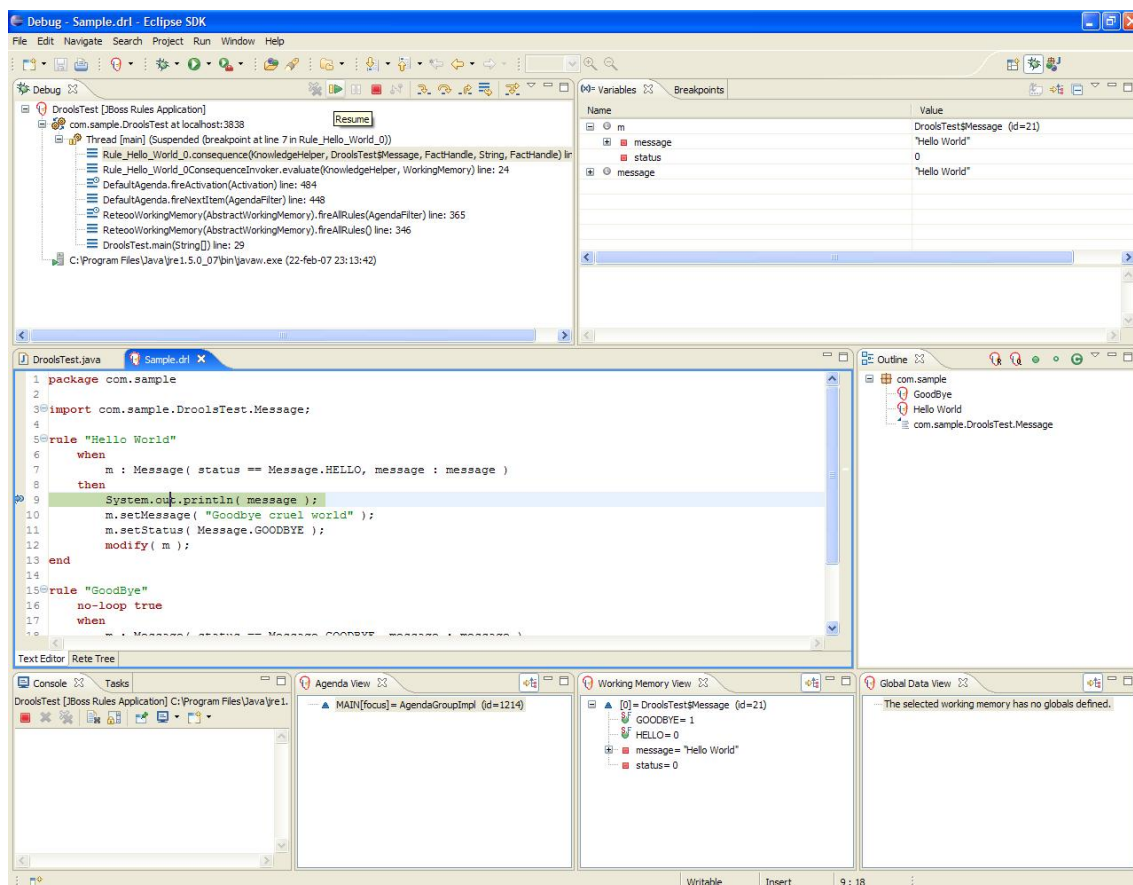 Debug - Sample.drl - Eclipse SDK
File Edit Navigate Search Project Run Window Help
Debug
Resume
DroolsTest [JBoss Rules Application]
com.sample.DroolsTest at localhost:3838
Thread [main] (Suspended (breakpoint at line 7 in Rule_Hello_World_0))
Rule_Hello_World_0.consequence(KnowledgeHelper, DroolsTest$Message, FactHandle, String, FactHandle) lin
Rule_Hello_World_0ConsequenceInvoker.evaluate(KnowledgeHelper, WorkingMemory) line: 24
DefaultAgenda.fireActivation(Activation) line: 484
DefaultAgenda.fireNextItem(AgendaFilter) line: 448
ReteooWorkingMemory(AbstractWorkingMemory).fireAllRules(AgendaFilter) line: 365
ReteooWorkingMemory(AbstractWorkingMemory).fireAllRules() line: 346
DroolsTest.main(String[]) line: 29
C:\Program Files\Java\jre1.5.0_07\bin\javaw.exe (22-feb-07 23:13:42)
(x)= Variables Breakpoints
Name Value
m DroolsTest$Message (id=21)
message "Hello World"
status 0
message "Hello World"
DroolsTest.java Sample.drl
1 package com.sample
2
3 import com.sample.DroolsTest.Message;
4
5 rule "Hello World"
6 when
7 m : Message( status == Message.HELLO, message : message )
8 then
9 System.out.println( message );
10 m.setMessage( "Goodbye cruel world" );
11 m.setStatus( Message.GOODBYE );
12 modify( m );
13 end
14
15 rule "GoodBye"
16 no-loop true
17 when
18 m : Message( status == Message.GOODBYE, message : message )
Text Editor Rete Tree
Outline
com.sample
GoodBye
Hello World
com.sample.DroolsTest.Message
Console Tasks
DroolsTest [JBoss Rules Application] C:\Program Files\Java\jre1.
Agenda View
MAIN[focus]= AgendaGroupImpl (id=1214)
Working Memory View
[0]= DroolsTest$Message (id=21)
GOODBYE= 1
HELLO= 0
message= "Hello World"
status= 0
Global Data View
The selected working memory has no globals defined.
Writable Insert 9 : 18